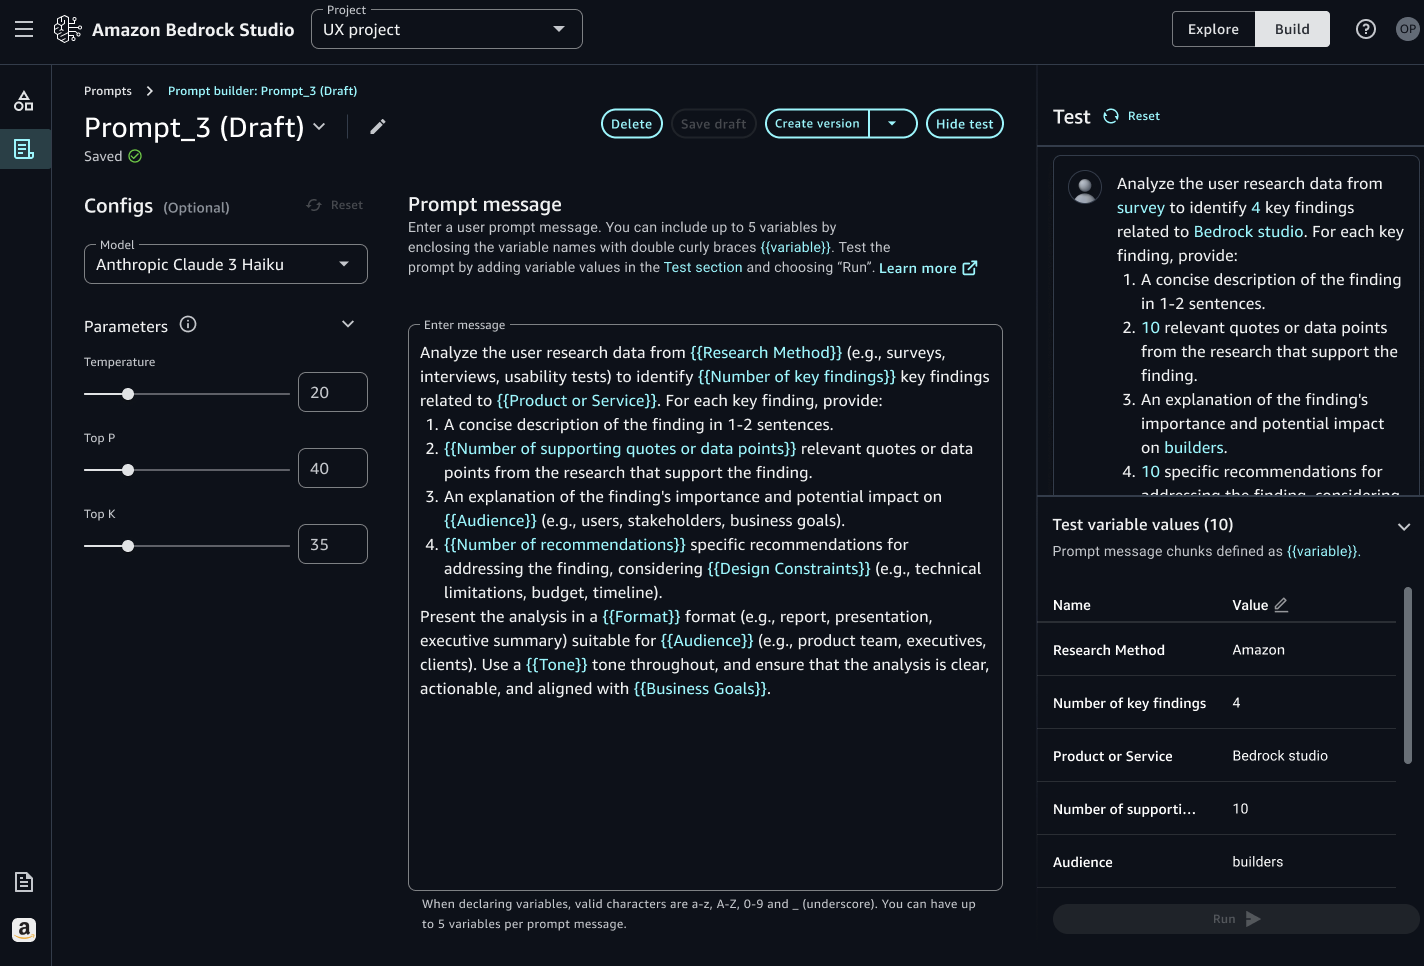 Amazon Bedrock Studio
Project
UX project
Explore
Build
OP
Prompts
Prompt builder: Prompt_3 (Draft)
Prompt_3 (Draft)
Saved
Delete
Save draft
Create version
Hide test
Configs (Optional)
Reset
Model
Anthropic Claude 3 Haiku
Parameters
Temperature
20
Top P
40
Top K
35
Prompt message
Enter a user prompt message. You can include up to 5 variables by
enclosing the variable names with double curly braces {{variable}}. Test the
prompt by adding variable values in the Test section and choosing “Run”. Learn more
Enter message
Analyze the user research data from {{Research Method}} (e.g., surveys,
interviews, usability tests) to identify {{Number of key findings}} key findings
related to {{Product or Service}}. For each key finding, provide:
1. A concise description of the finding in 1-2 sentences.
2. {{Number of supporting quotes or data points}} relevant quotes or data
points from the research that support the finding.
3. An explanation of the finding's importance and potential impact on
{{Audience}} (e.g., users, stakeholders, business goals).
4. {{Number of recommendations}} specific recommendations for
addressing the finding, considering {{Design Constraints}} (e.g., technical
limitations, budget, timeline).
Present the analysis in a {{Format}} format (e.g., report, presentation,
executive summary) suitable for {{Audience}} (e.g., product team, executives,
clients). Use a {{Tone}} tone throughout, and ensure that the analysis is clear,
actionable, and aligned with {{Business Goals}}.
When declaring variables, valid characters are a-z, A-Z, 0-9 and _ (underscore). You can have up
to 5 variables per prompt message.
Test
Reset
Analyze the user research data from
survey to identify 4 key findings
related to Bedrock studio. For each key
finding, provide:
1. A concise description of the finding
in 1-2 sentences.
2. 10 relevant quotes or data points
from the research that support the
finding.
3. An explanation of the finding's
importance and potential impact
on builders.
4. 10 specific recommendations for
addressing the finding, considering
Test variable values (10)
Prompt message chunks defined as {{variable}}.
Name
Value
Research Method
Amazon
Number of key findings
4
Product or Service
Bedrock studio
Number of supporti...
10
Audience
builders
Run
a